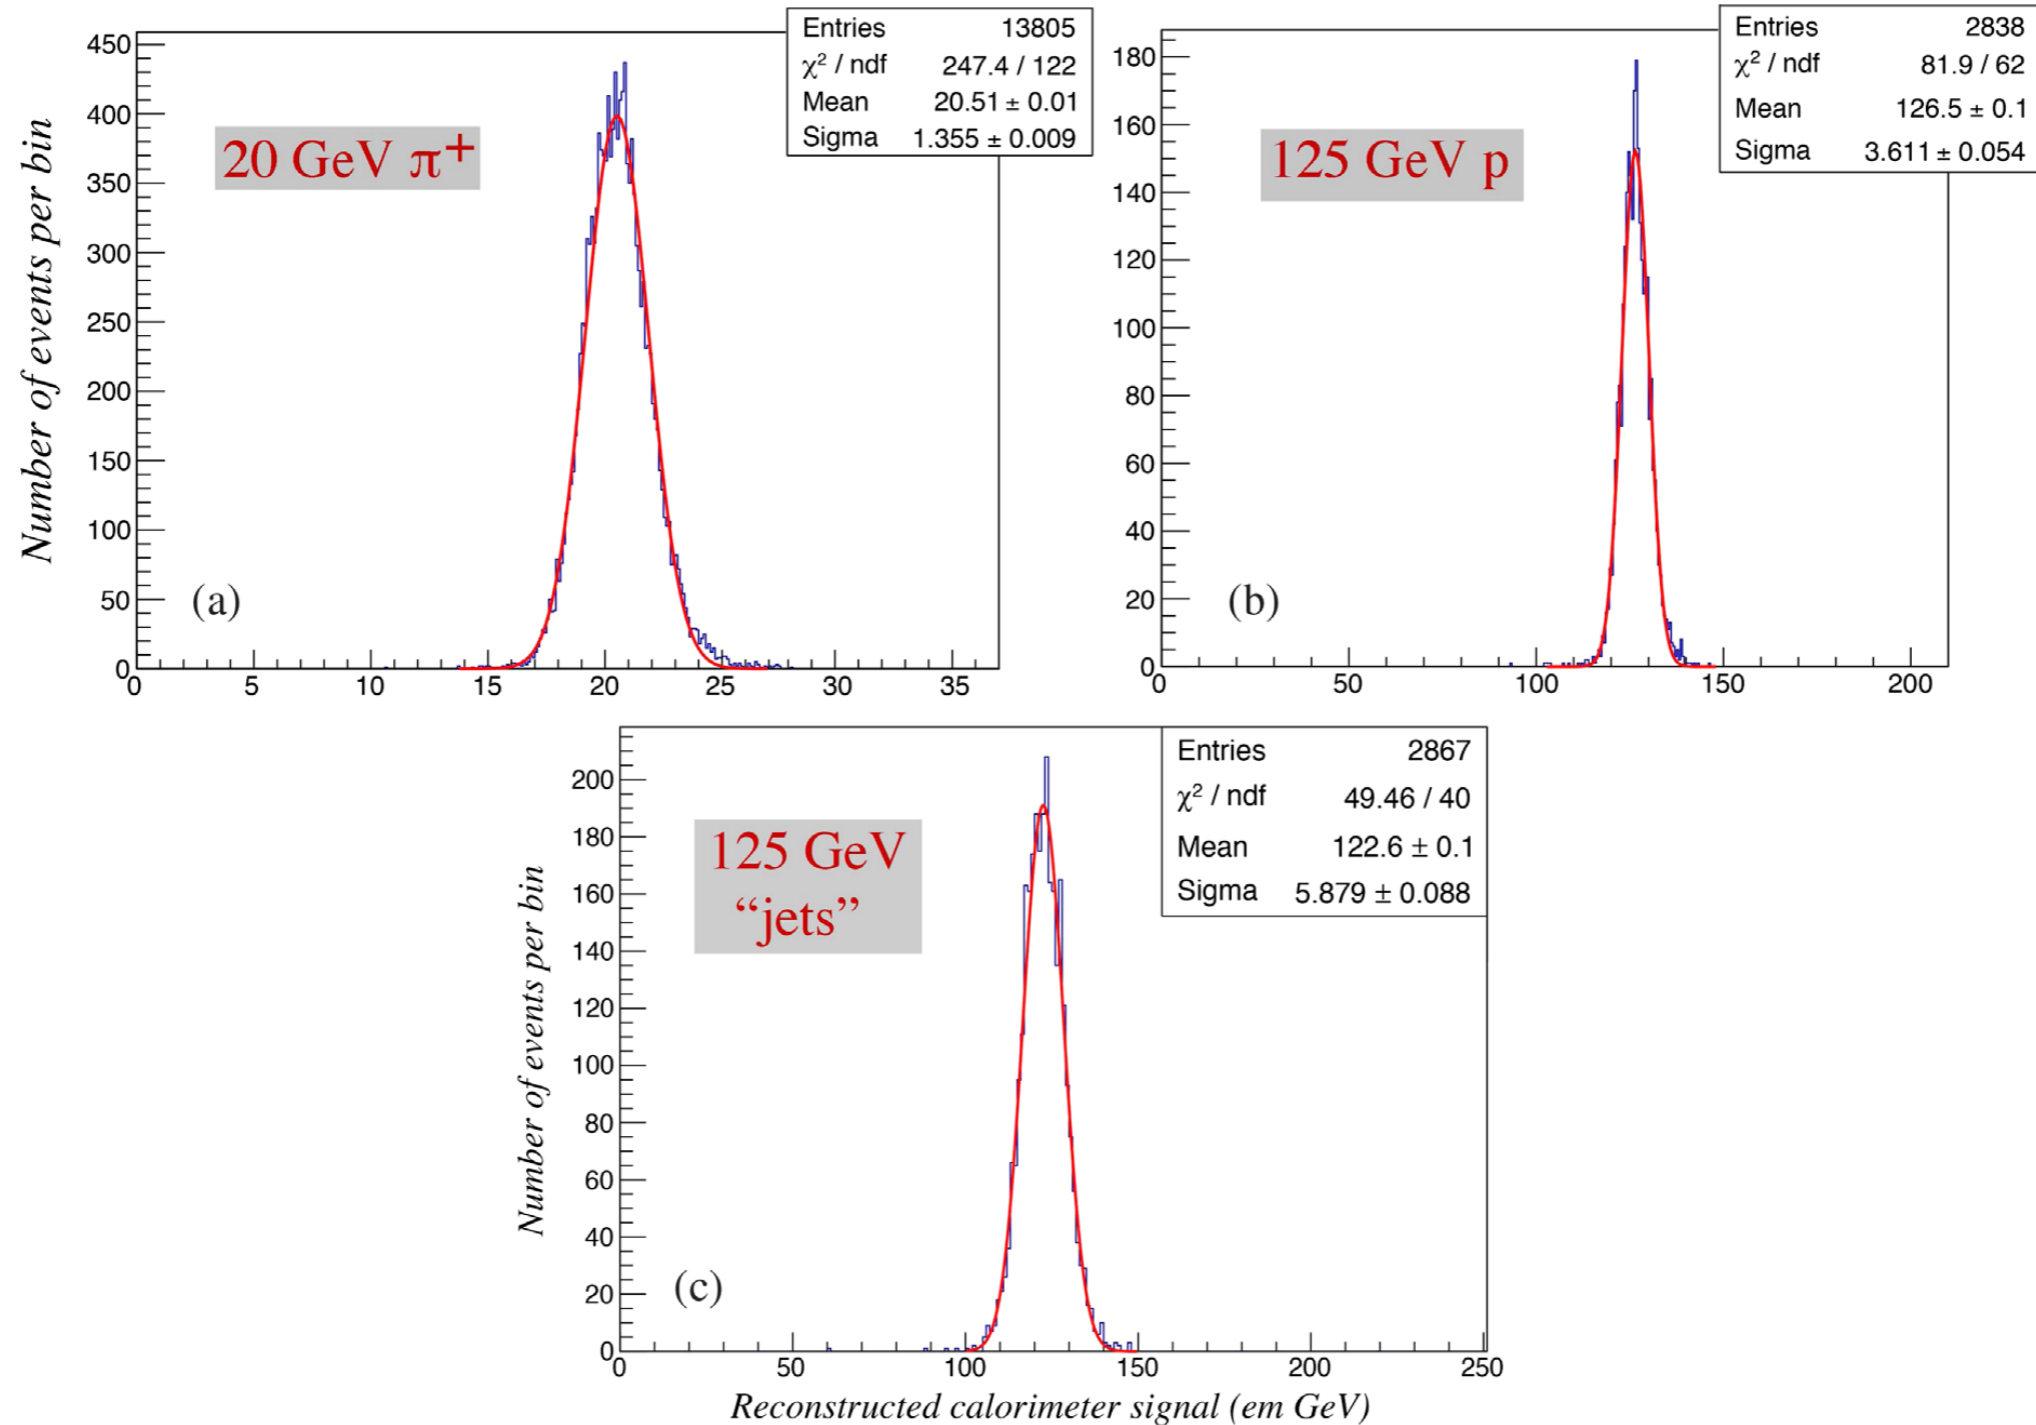 Number of events per bin
450
400
350
300
250
200
150
100
50
0
0 5 10 15 20 25 30 35
20 GeV π+
(a)
Entries 13805
χ² / ndf 247.4 / 122
Mean 20.51 ± 0.01
Sigma 1.355 ± 0.009
180
160
140
120
100
80
60
40
20
0
0 50 100 150 200
125 GeV p
(b)
Entries 2838
χ² / ndf 81.9 / 62
Mean 126.5 ± 0.1
Sigma 3.611 ± 0.054
Number of events per bin
200
180
160
140
120
100
80
60
40
20
0
0 50 100 150 200 250
125 GeV
“jets”
(c)
Entries 2867
χ² / ndf 49.46 / 40
Mean 122.6 ± 0.1
Sigma 5.879 ± 0.088
Reconstructed calorimeter signal (em GeV)